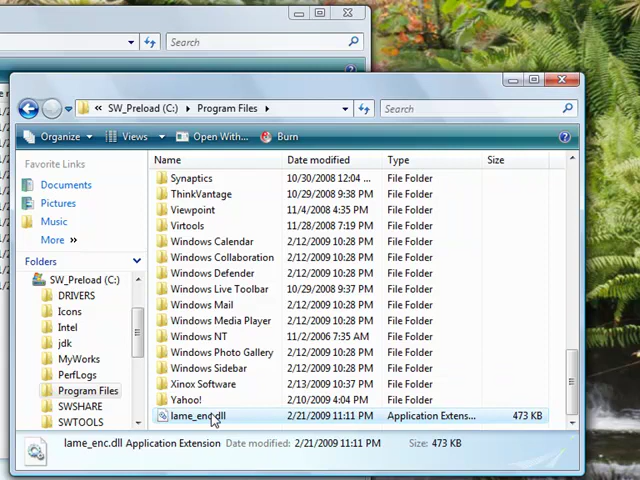 Search
SW_Preload (C:) Program Files Search
Organize Views Open With... Burn
Favorite Links
Documents
Pictures
Music
More »
Folders
SW_Preload (C:)
DRIVERS
Icons
Intel
jdk
MyWorks
PerfLogs
Program Files
SWSHARE
SWTOOLS
Name Date modified Type Size
Synaptics 10/30/2008 12:04 ... File Folder
ThinkVantage 10/29/2008 9:38 PM File Folder
Viewpoint 11/4/2008 4:35 PM File Folder
Virtools 11/28/2008 7:19 PM File Folder
Windows Calendar 2/12/2009 10:28 PM File Folder
Windows Collaboration 2/12/2009 10:28 PM File Folder
Windows Defender 2/12/2009 10:28 PM File Folder
Windows Live Toolbar 10/29/2008 9:37 PM File Folder
Windows Mail 2/12/2009 10:28 PM File Folder
Windows Media Player 2/12/2009 10:28 PM File Folder
Windows NT 11/2/2006 7:35 AM File Folder
Windows Photo Gallery 2/12/2009 10:28 PM File Folder
Windows Sidebar 2/12/2009 10:28 PM File Folder
Xinox Software 2/13/2009 10:37 PM File Folder
Yahoo! 2/10/2009 4:04 PM File Folder
lame_enc.dll 2/21/2009 11:11 PM Application Extens... 473 KB
lame_enc.dll Application Extension Date modified: 2/21/2009 11:11 PM Size: 473 KB